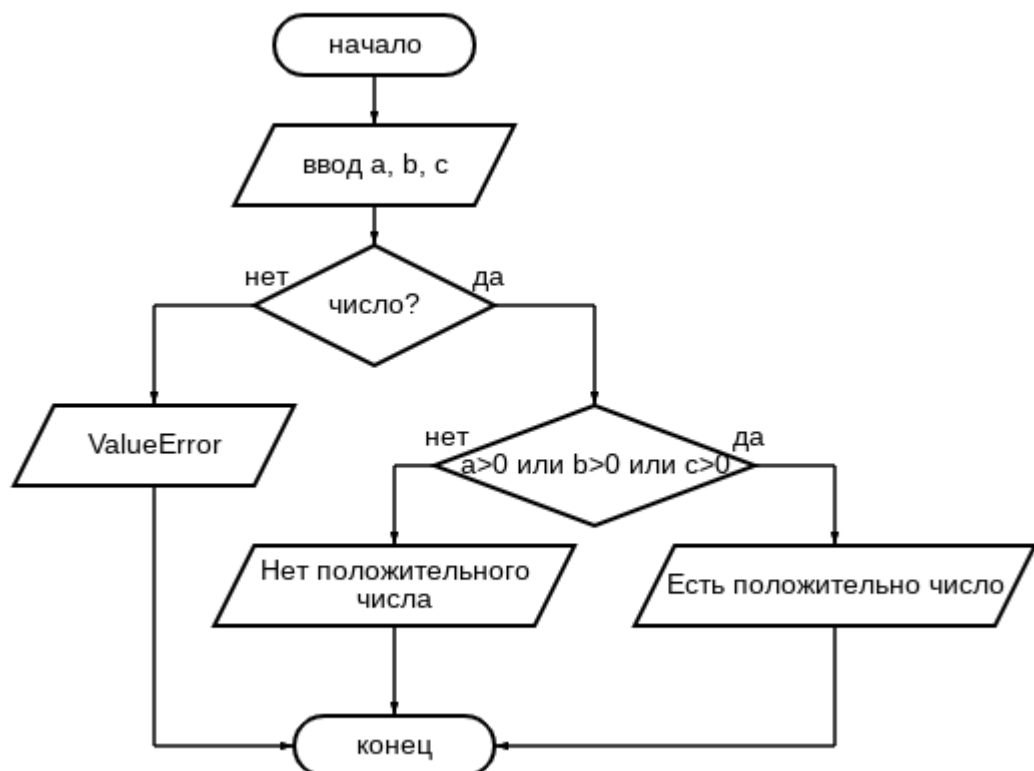 начало
ввод a, b, c
нет
да
число?
ValueError
нет
да
a>0 или b>0 или c>0
Нет положительного
числа
Есть положительно число
конец